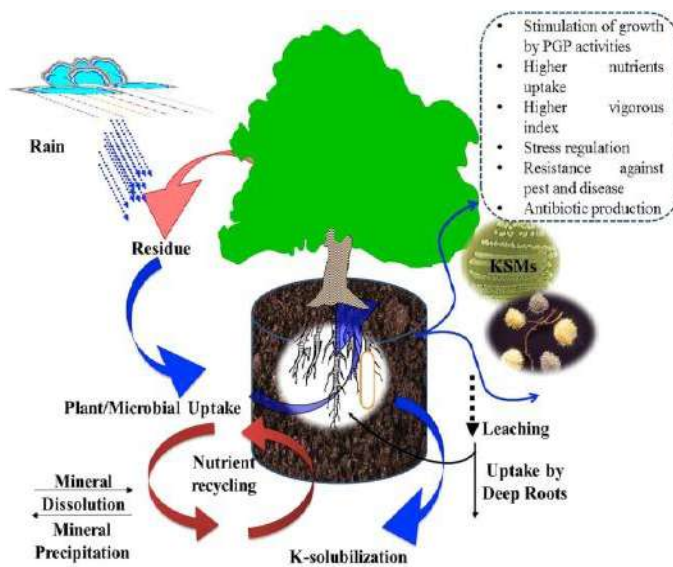 • Stimulation of growth
by PGP activities
• Higher nutrients
uptake
• Higher vigorous
index
• Stress regulation
• Resistance against
pest and disease
• Antibiotic production
Rain
Residue
KSMs
Plant/Microbial Uptake
Leaching
Nutrient
recycling
Uptake by
Deep Roots
Mineral
Dissolution
Mineral
Precipitation
K-solubilization